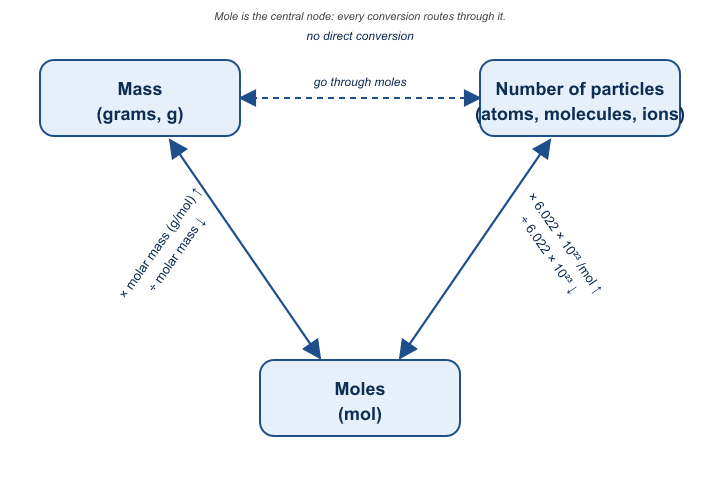 Mole is the central node: every conversion routes through it.
no direct conversion
Mass
(grams, g)
go through moles
Number of particles
(atoms, molecules, ions)
× molar mass (g/mol) ↑
÷ molar mass ↓
× 6.022 × 10²³ /mol ↑
÷ 6.022 × 10²³ ↓
Moles
(mol)